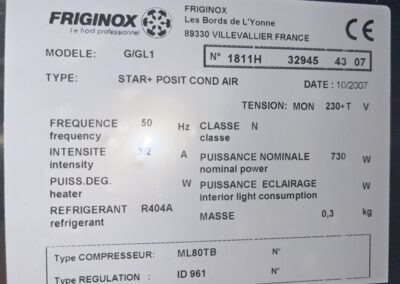 FRIGINOX
Le froid professionnel
FRIGINOX
Les Bords de L'Yonne
89330 VILLEVALLIER FRANCE
CE
MODELE: G/GL1
N° 1811H 32945 43 07
TYPE: STAR+ POSIT COND AIR
DATE : 10/2007
TENSION: MON 230+T V
FREQUENCE 50 Hz CLASSE N
frequency classe
INTENSITE 3,2 A PUISSANCE NOMINALE 730 W
intensity nominal power
PUISS.DEG. W PUISSANCE ECLAIRAGE W
heater interior light consumption
REFRIGERANT R404A MASSE 0,3 kg
refrigerant
Type COMPRESSEUR: ML80TB N°
Type REGULATION : ID 961 N°